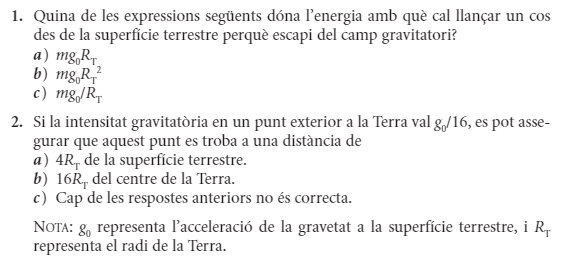 1. Quina de les expressions següents dóna l’energia amb què cal llançar un cos
des de la superfície terrestre perquè escapi del camp gravitatori?
a) mg₀R_T
b) mg₀R_T²
c) mg₀/R_T
2. Si la intensitat gravitatòria en un punt exterior a la Terra val g₀/16, es pot asse-
gurar que aquest punt es troba a una distància de
a) 4R_T de la superfície terrestre.
b) 16R_T del centre de la Terra.
c) Cap de les respostes anteriors no és correcta.
NOTA: g₀ representa l’acceleració de la gravetat a la superfície terrestre, i R_T
representa el radi de la Terra.